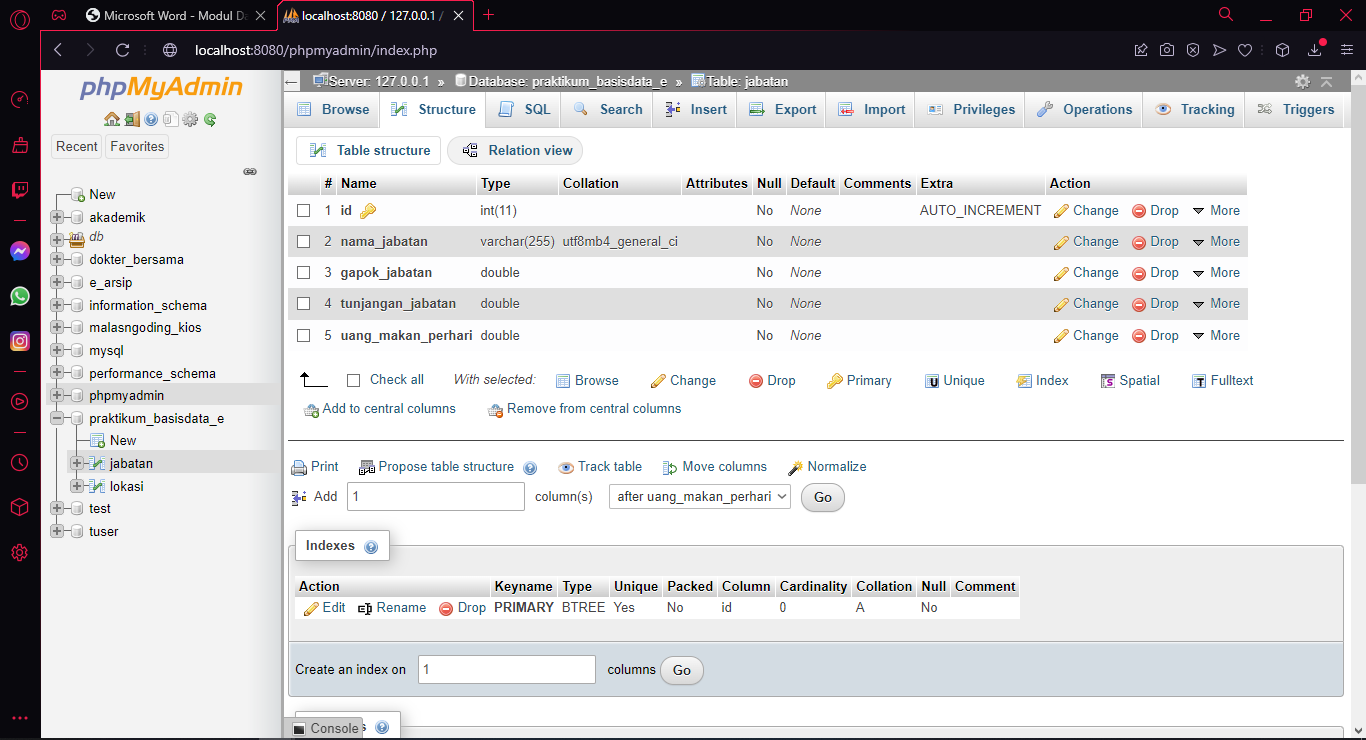 Microsoft Word - Modul Da
localhost:8080 / 127.0.0.1 /
localhost:8080/phpmyadmin/index.php
phpMyAdmin
Recent Favorites
New
akademik
db
dokter_bersama
e_arsip
information_schema
malasngoding_kios
mysql
performance_schema
phpmyadmin
praktikum_basisdata_e
New
jabatan
lokasi
test
tuser
Server: 127.0.0.1 » Database: praktikum_basisdata_e » Table: jabatan
Browse Structure SQL Search Insert Export Import Privileges Operations Tracking Triggers
Table structure Relation view
# Name Type Collation Attributes Null Default Comments Extra Action
1 id int(11) No None AUTO_INCREMENT Change Drop More
2 nama_jabatan varchar(255) utf8mb4_general_ci No None Change Drop More
3 gapok_jabatan double No None Change Drop More
4 tunjangan_jabatan double No None Change Drop More
5 uang_makan_perhari double No None Change Drop More
Check all With selected: Browse Change Drop Primary Unique Index Spatial Fulltext
Add to central columns Remove from central columns
Print Propose table structure Track table Move columns Normalize
Add 1 column(s) after uang_makan_perhari Go
Indexes
Action Keyname Type Unique Packed Column Cardinality Collation Null Comment
Edit Rename Drop PRIMARY BTREE Yes No id 0 A No
Create an index on 1 columns Go
Console